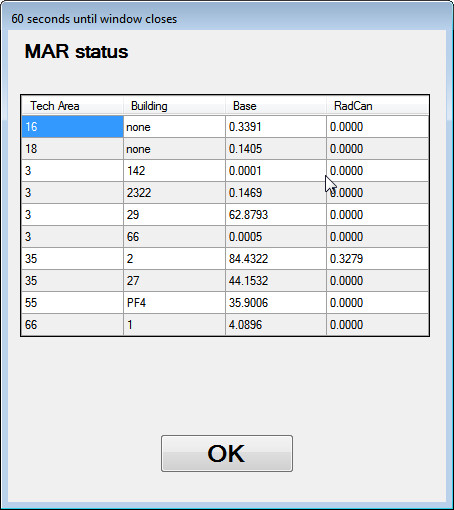 60 seconds until window closes
MAR status
Tech Area Building Base RadCan
16 none 0.3391 0.0000
18 none 0.1405 0.0000
3 142 0.0001 0.0000
3 2322 0.1469 0.0000
3 29 62.8793 0.0000
3 66 0.0005 0.0000
35 2 84.4322 0.3279
35 27 44.1532 0.0000
55 PF4 35.9006 0.0000
66 1 4.0896 0.0000
OK